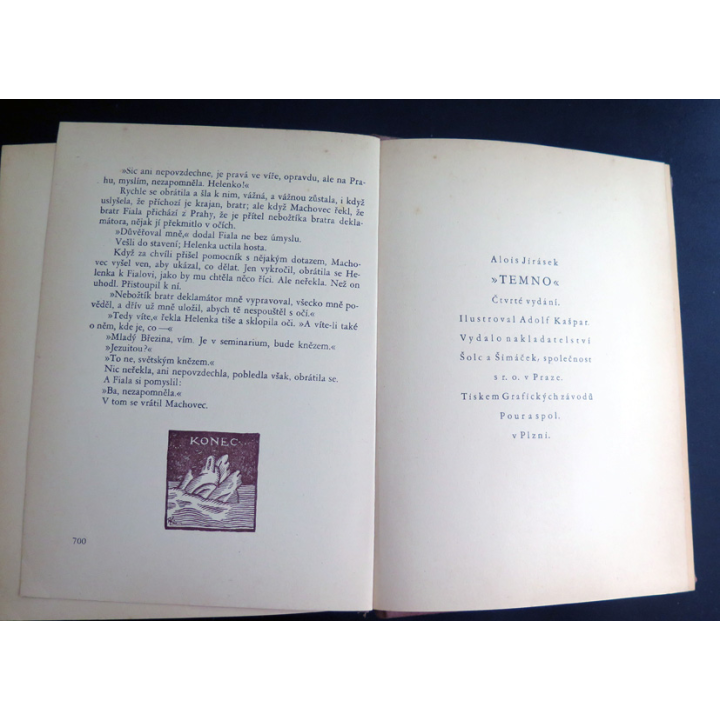 »Sic ani nepovzdechne, je pravá ve víře, opravdu, ale na Pra-
hu, myslím, nezapomněla. Helenko!«
Rychle se obrátila a šla k nim, vážná, a vážnou zůstala, i když
uslyšela, že příchozí je krajan, bratr; ale když Machovec řekl, že
bratr Fiala přichází z Prahy, že je přítel nebožtíka bratra dekla-
mátora, nějak jí překmitlo v očích.
»Důvěřoval mně,« dodal Fiala ne bez úmyslu.
Vešli do stavení; Helenka uctila hosta.
Když za chvíli přišel pomocník s nějakým dotazem, Macho-
vec vyšel ven, aby ukázal, co dělat. Jen vykročil, obrátila se He-
lenka k Fialovi, jako by mu chtěla něco říci. Ale neřekla. Než on
uhodl. Přistoupil k ní.
»Nebožtík bratr deklamátor mně vypravoval, všecko mně po-
věděl, a dřív už mně uložil, abych tě nespouštěl s očí.«
»Tedy víte,« řekla Helenka tiše a sklopila oči. »A víte-li také
o něm, kde je, co —«
»Mladý Březina, vím. Je v seminarium, bude knězem.«
»Jezuitou?«
»To ne, světským knězem.«
Nic neřekla, ani nepovzdechla, pobledla však, obrátila se.
A Fiala si pomyslil:
»Ba, nezapomněla.«
V tom se vrátil Machovec.
KONEC
700
Alois Jirásek
»TEMNO«
Čtvrté vydání.
Ilustroval Adolf Kašpar.
Vydalo nakladatelství
Šolc a Šimáček, společnost
s r. o. v Praze.
Tiskem Grafických závodů
Pour a spol.
v Plzni.